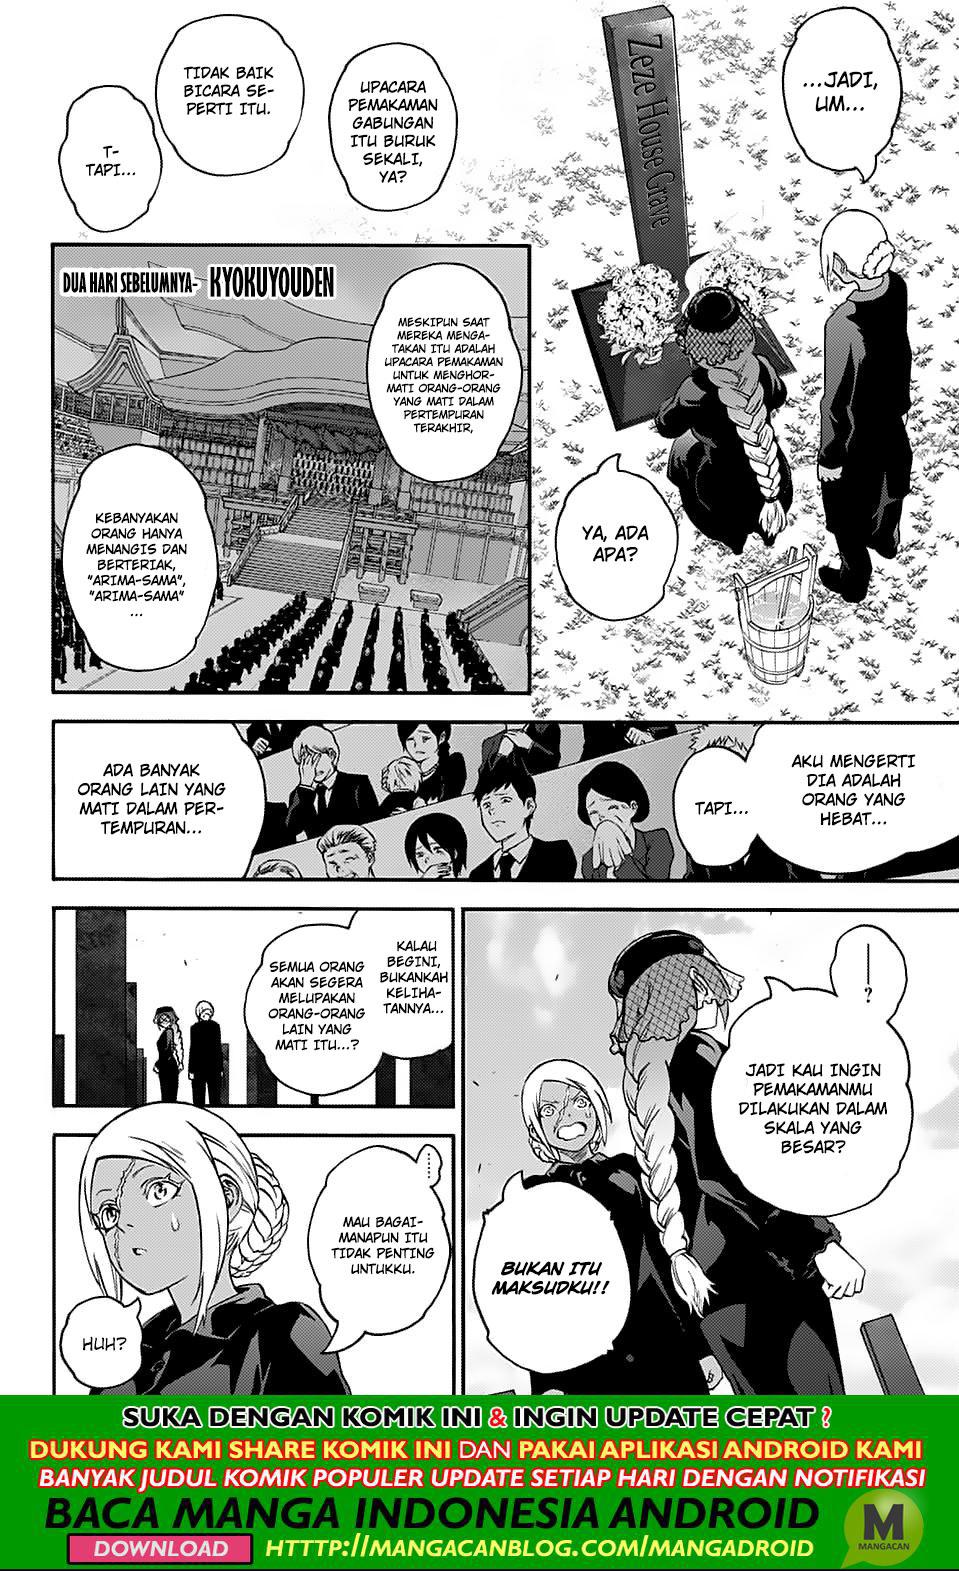 ...JADI,
UM...
Zeze House Grave
UPACARA
PEMAKAMAN
GABUNGAN
ITU BURUK
SEKALI,
YA?
TIDAK BAIK
BICARA SE-
PERTI ITU.
T-
TAPI...
YA, ADA
APA?
DUA HARI SEBELUMNYA- KYOKUYOUDEN
MESKIPUN SAAT
MEREKA MENGA-
TAKAN ITU ADALAH
UPACARA PEMAKAMAN
UNTUK MENGHOR-
MATI ORANG-ORANG
YANG MATI DALAM
PERTEMPURAN
TERAKHIR,
KEBANYAKAN
ORANG HANYA
MENANGIS DAN
BERTERIAK,
"ARIMA-SAMA",
"ARIMA-SAMA"
...
AKU MENGERTI
DIA ADALAH
ORANG YANG
HEBAT...
TAPI...
ADA BANYAK
ORANG LAIN YANG
MATI DALAM PER-
TEMPURAN...
KALAU
BEGINI,
BUKANKAH
KELIHA-
TANNYA...
SEMUA ORANG
AKAN SEGERA
MELUPAKAN
ORANG-ORANG
LAIN YANG
MATI ITU...?
—?
JADI KAU INGIN
PEMAKAMANMU
DILAKUKAN DALAM
SKALA YANG
BESAR?
BUKAN ITU
MAKSUDKU!!
......
MAU BAGAI-
MANAPUN ITU
TIDAK PENTING
UNTUKKU.
HUH?
SUKA DENGAN KOMIK INI & INGIN UPDATE CEPAT ?
DUKUNG KAMI SHARE KOMIK INI DAN PAKAI APLIKASI ANDROID KAMI
BANYAK JUDUL KOMIK POPULER UPDATE SETIAP HARI DENGAN NOTIFIKASI
BACA MANGA INDONESIA ANDROID
DOWNLOAD HTTTP://MANGACANBLOG.COM/MANGADROID
M
MANGACAN